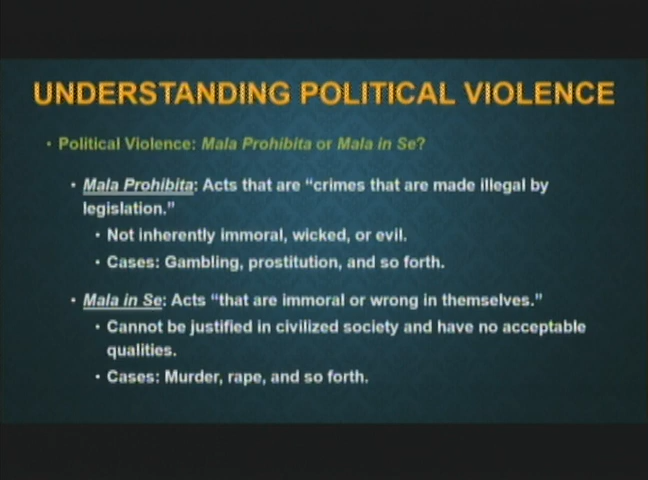 UNDERSTANDING POLITICAL VIOLENCE
• Political Violence: Mala Prohibita or Mala in Se?
• Mala Prohibita: Acts that are “crimes that are made illegal by
legislation.”
• Not inherently immoral, wicked, or evil.
• Cases: Gambling, prostitution, and so forth.
• Mala in Se: Acts “that are immoral or wrong in themselves.”
• Cannot be justified in civilized society and have no acceptable
qualities.
• Cases: Murder, rape, and so forth.